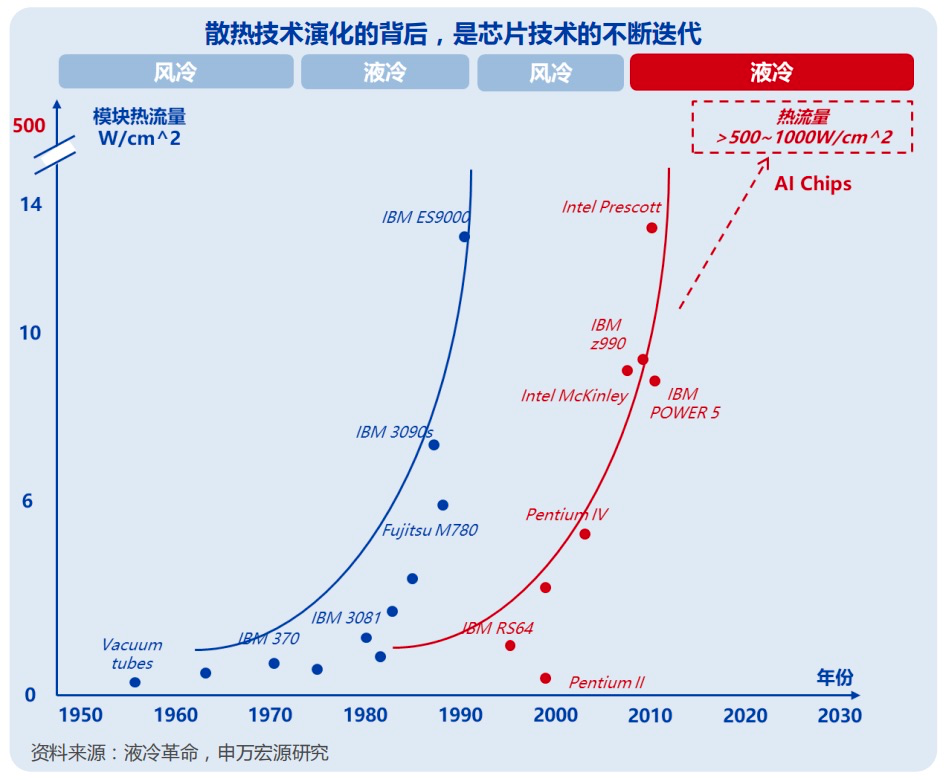 散热技术演化的背后，是芯片技术的不断迭代
风冷
液冷
风冷
液冷
模块热流量
W/cm^2
500
热流量
>500~1000W/cm^2
AI Chips
14
IBM ES9000
Intel Prescott
10
IBM
z990
Intel McKinley
IBM
POWER 5
IBM 3090s
6
Fujitsu M780
Pentium IV
IBM 3081
IBM RS64
IBM 370
Vacuum
tubes
Pentium II
年份
0
1950
1960
1970
1980
1990
2000
2010
2020
2030
资料来源：液冷革命，申万宏源研究